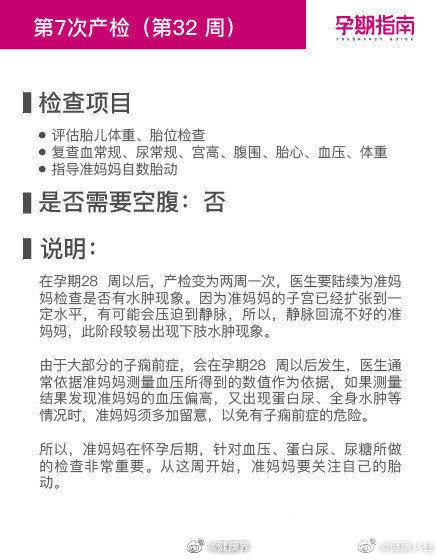 第7次产检（第32 周）
孕期指南
PREGNANCY GUIDE
检查项目
● 评估胎儿体重、胎位检查
● 复查血常规、尿常规、宫高、腹围、胎心、血压、体重
● 指导准妈妈自数胎动
是否需要空腹：否
说明：
在孕期28 周以后，产检变为两周一次，医生要陆续为准妈
妈检查是否有水肿现象。因为准妈妈的子宫已经扩张到一
定水平，有可能会压迫到静脉，所以，静脉回流不好的准
妈妈，此阶段较易出现下肢水肿现象。
由于大部分的子痫前症，会在孕期28 周以后发生，医生通
常依据准妈妈测量血压所得到的数值作为依据，如果测量
结果发现准妈妈的血压偏高，又出现蛋白尿、全身水肿等
情况时，准妈妈须多加留意，以免有子痫前症的危险。
所以，准妈妈在怀孕后期，针对血压、蛋白尿、尿糖所做
的检查非常重要。从这周开始，准妈妈要关注自己的胎
动。
@健康界